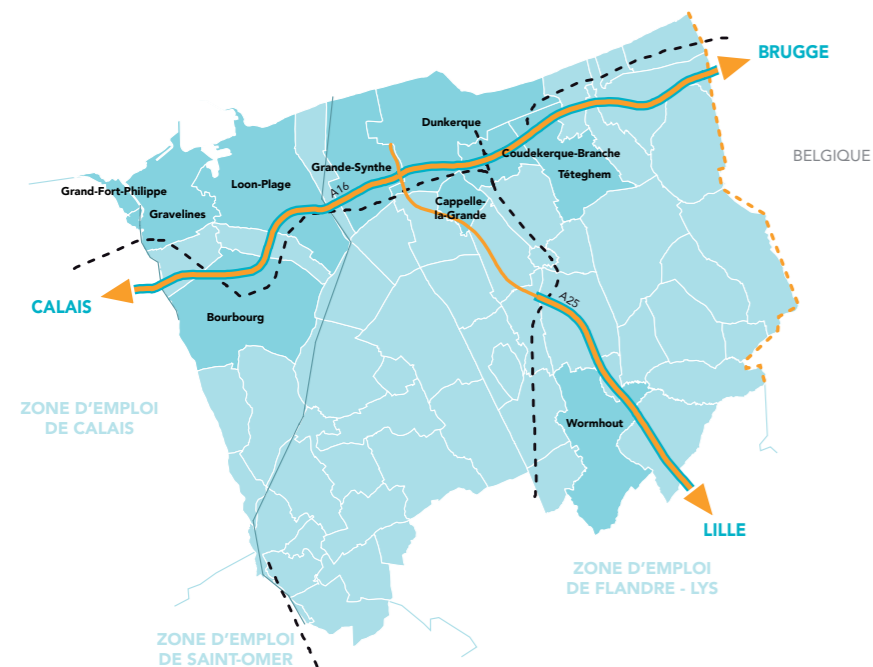 BRUGGE
Dunkerque
BELGIQUE
Coudekerque-Branche
Grande-Synthe
Téteghem
Loon-Plage
Grand-Fort-Philippe
A16
Cappelle-
la-Grande
Gravelines
A25
CALAIS
Bourbourg
ZONE D'EMPLOI
DE CALAIS
Wormhout
LILLE
ZONE D'EMPLOI
DE FLANDRE - LYS
ZONE D'EMPLOI
DE SAINT-OMER